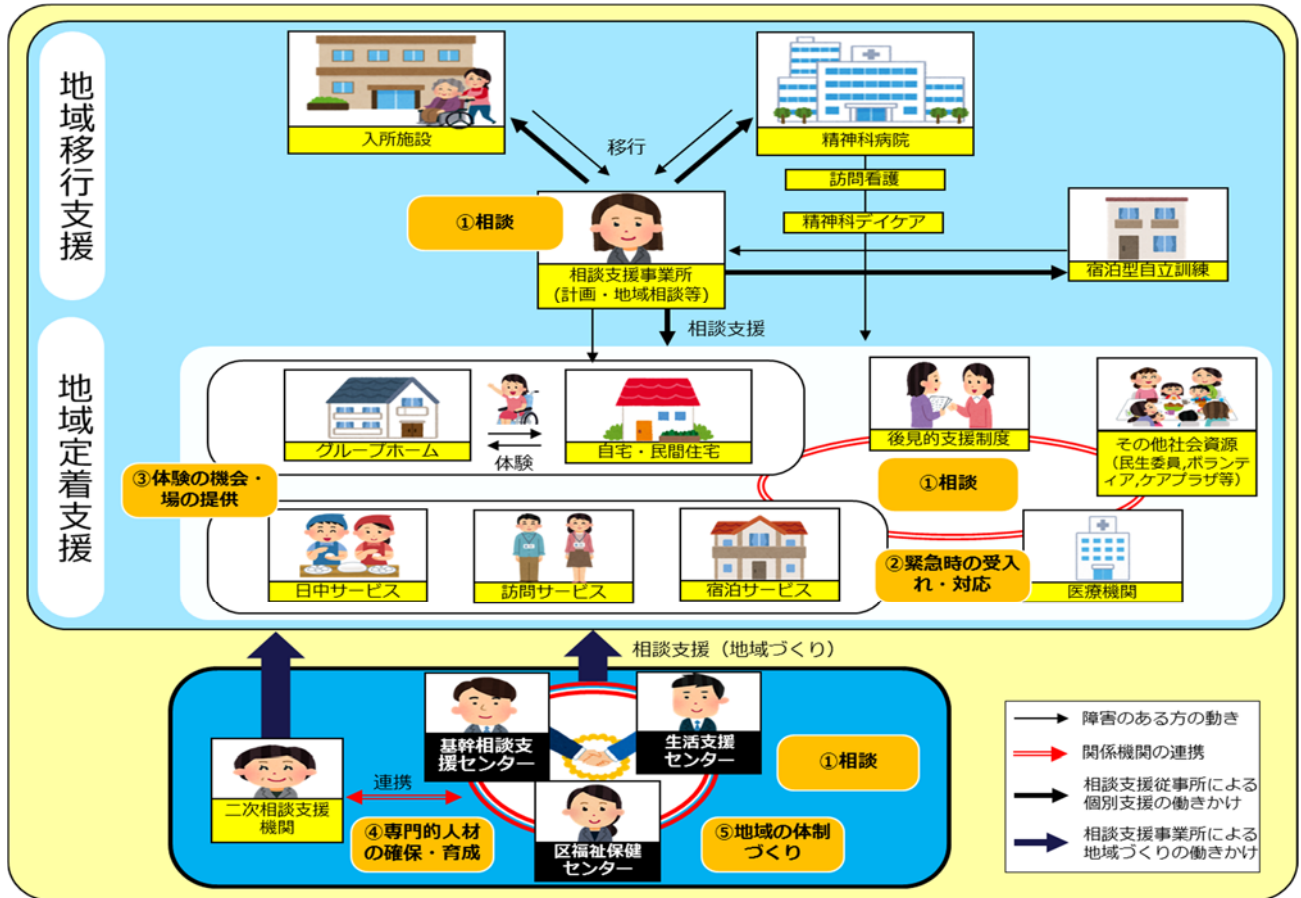 地域移行支援
入所施設
精神科病院
移行
訪問看護
精神科デイケア
①相談
相談支援事業所
(計画・地域相談等)
宿泊型自立訓練
相談支援
地域定着支援
グループホーム
体験
自宅・民間住宅
後見的支援制度
その他社会資源
（民生委員,ボラン
ティア,ケアプラザ等）
③体験の機会・
場の提供
①相談
日中サービス
訪問サービス
宿泊サービス
②緊急時の受入
れ・対応
医療機関
相談支援（地域づくり）
基幹相談支
援センター
生活支援
センター
①相談
二次相談支援
機関
連携
④専門的人材
の確保・育成
区福祉保健
センター
⑤地域の体制
づくり
障害のある方の動き
関係機関の連携
相談支援従事所による
個別支援の働きかけ
相談支援事業所による
地域づくりの働きかけ